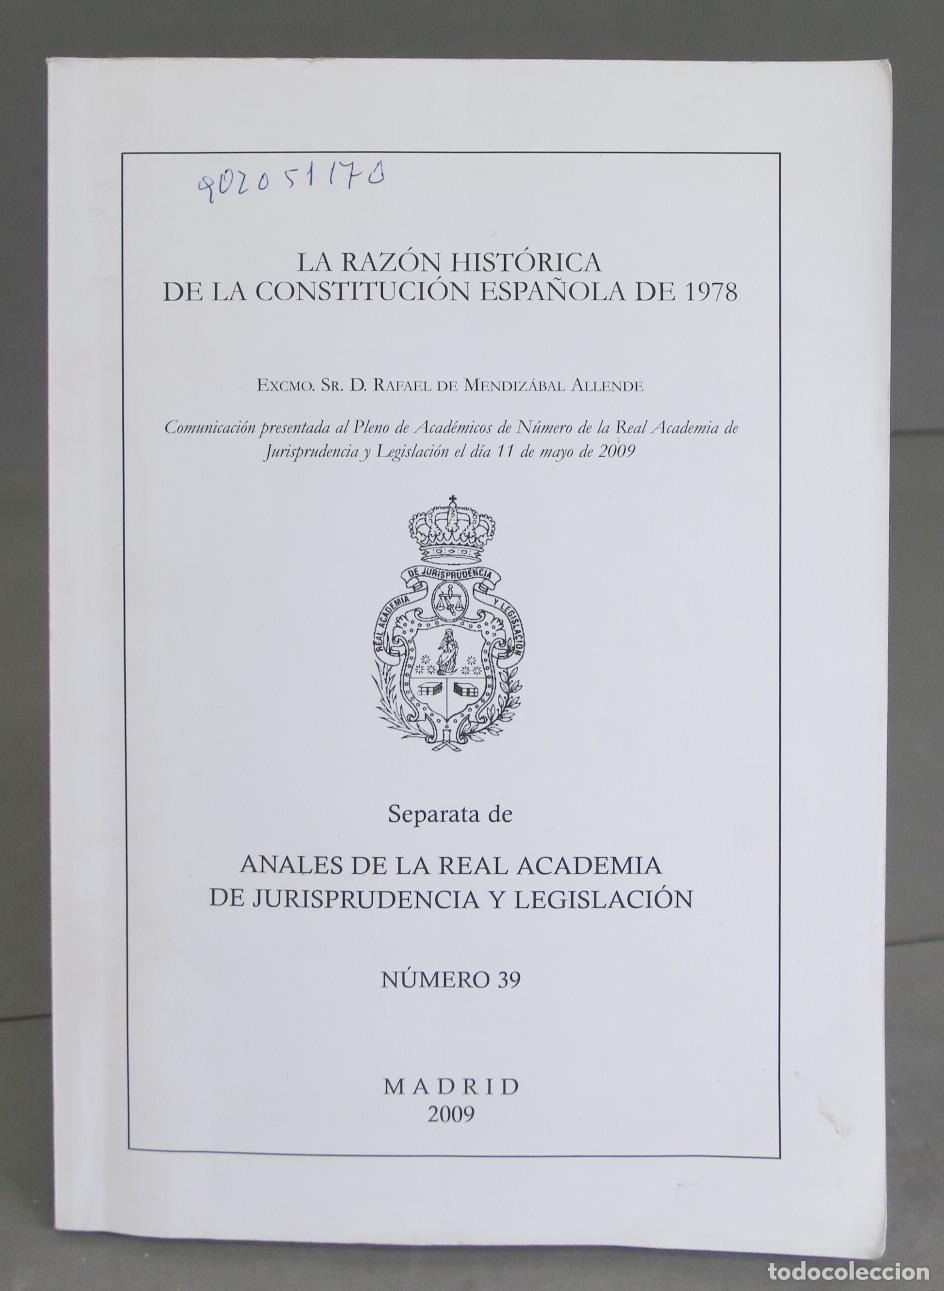 902051170
LA RAZÓN HISTÓRICA
DE LA CONSTITUCIÓN ESPAÑOLA DE 1978
EXCMO. SR. D. RAFAEL DE MENDIZÁBAL ALLENDE
Comunicación presentada al Pleno de Académicos de Número de la Real Academia de
Jurisprudencia y Legislación el día 11 de mayo de 2009
REAL ACADEMIA DE JURISPRUDENCIA Y LEGISLACION
Separata de
ANALES DE LA REAL ACADEMIA
DE JURISPRUDENCIA Y LEGISLACIÓN
NÚMERO 39
MADRID
2009
todocoleccion